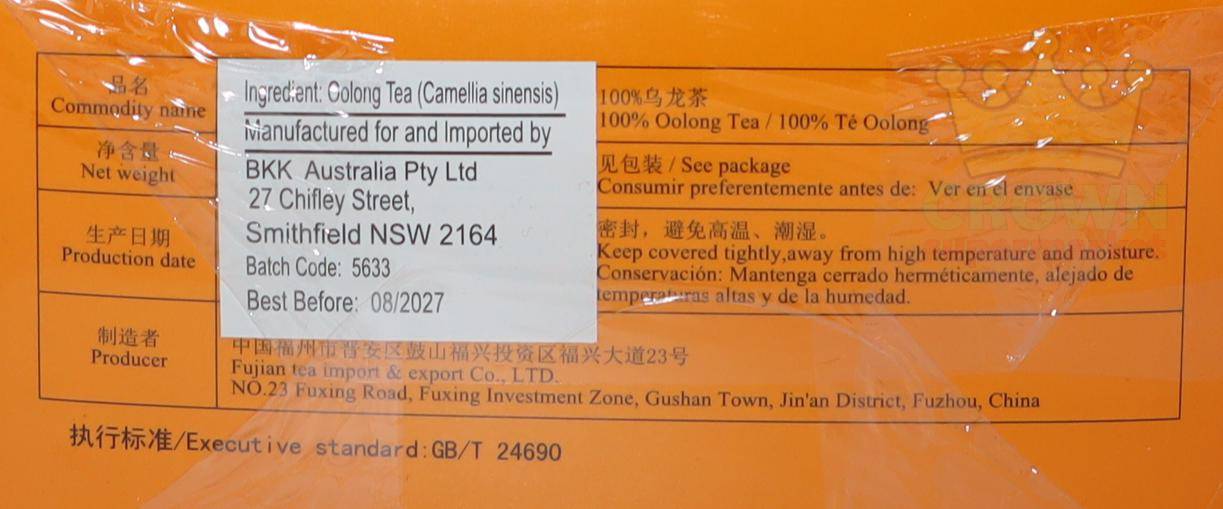 品名
Commodity name
净含量
Net weight
生产日期
Production date
制造者
Producer
Ingredient: Oolong Tea (Camellia sinensis)
Manufactured for and Imported by
BKK Australia Pty Ltd
27 Chifley Street,
Smithfield NSW 2164
Batch Code: 5633
Best Before: 08/2027
100%乌龙茶
100% Oolong Tea / 100% Té Oolong
见包装 / See package
Consumir preferentemente antes de: Ver en el envase
密封，避免高温、潮湿。
Keep covered tightly,away from high temperature and moisture.
Conservación: Mantenga cerrado herméticamente, alejado de
temperaturas altas y de la humedad.
中国福州市晋安区鼓山福兴投资区福兴大道23号
Fujian tea import & export Co., LTD.
NO.23 Fuxing Road, Fuxing Investment Zone, Gushan Town, Jin'an District, Fuzhou, China
执行标准/Executive standard:GB/T 24690
CROWN